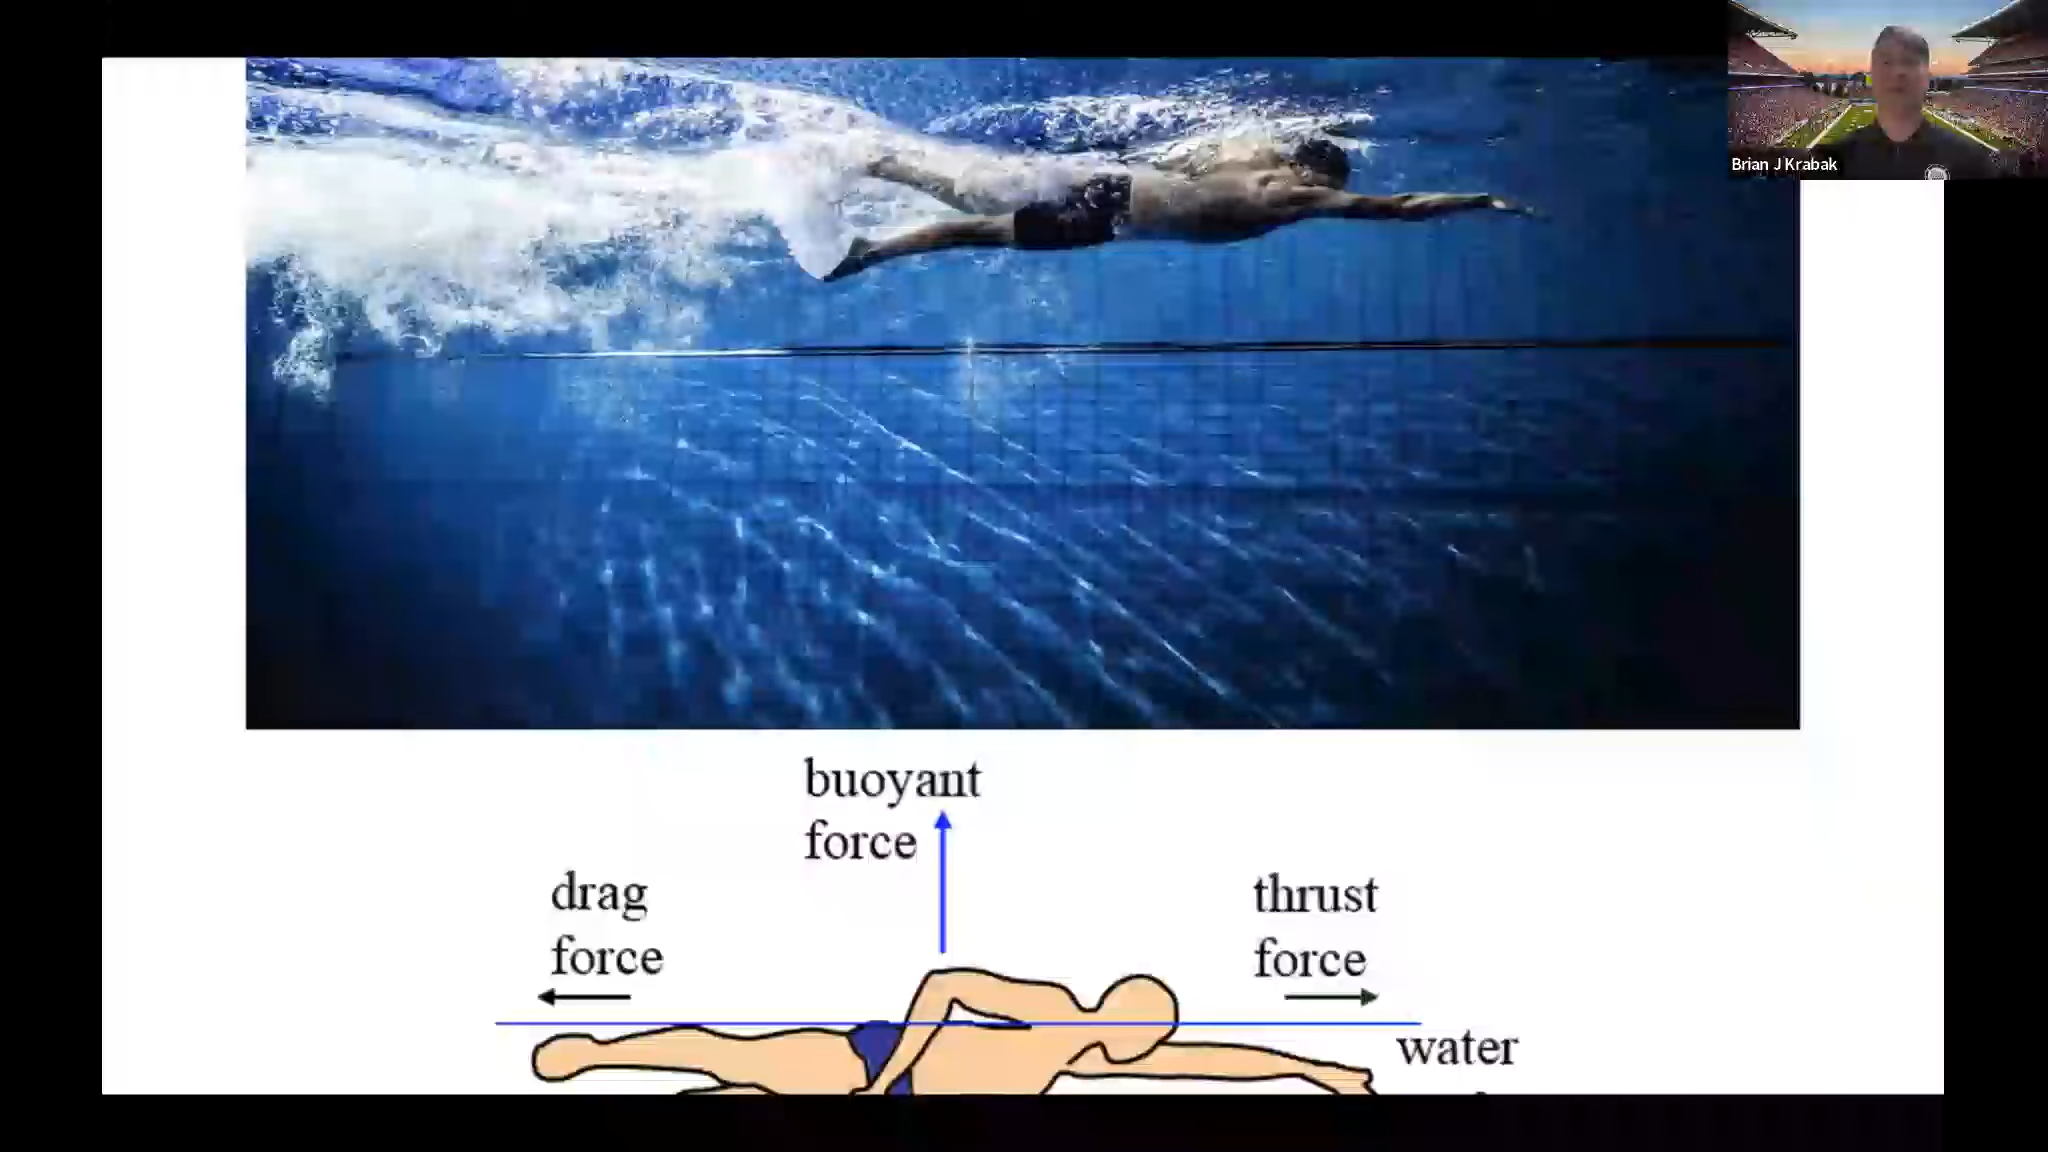 Brian J Krabak
buoyant
force
drag
force
thrust
force
water